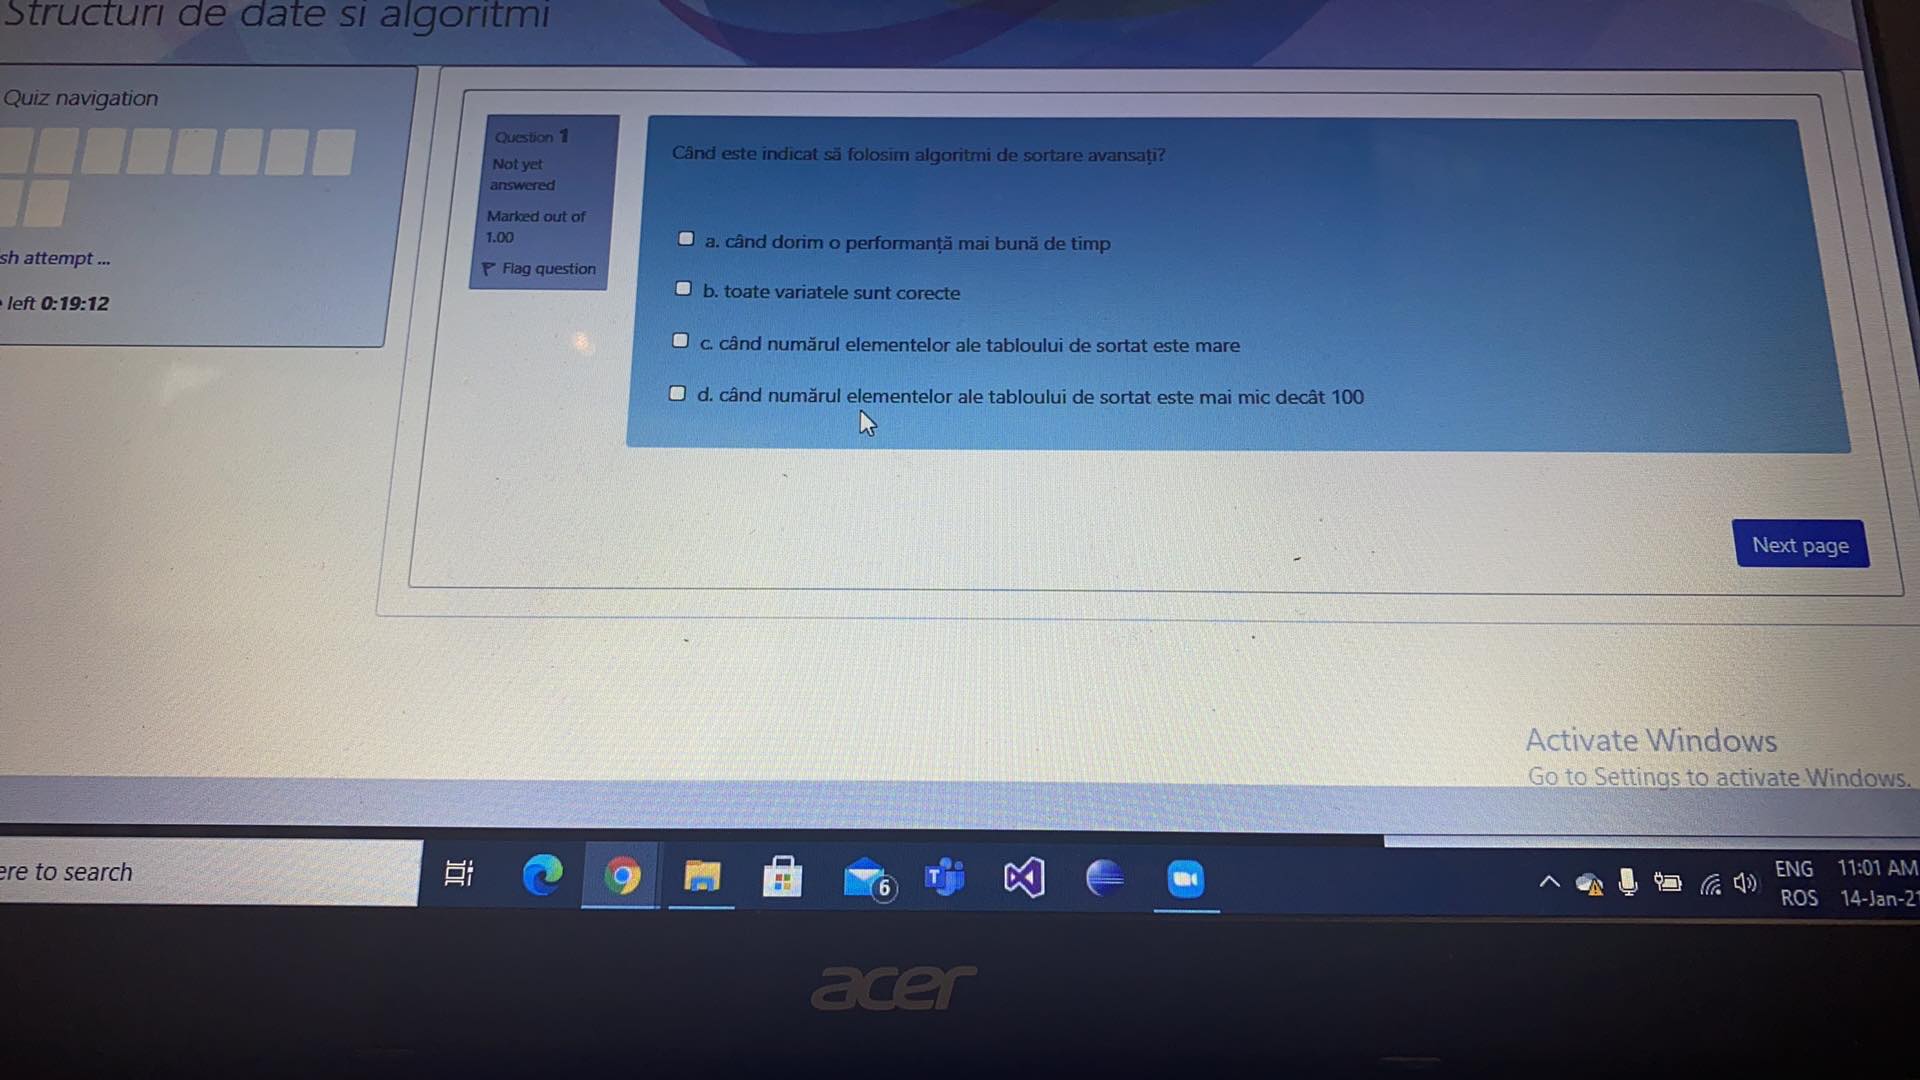 Structuri de date si algoritmi
Quiz navigation
sh attempt ...
left 0:19:12
Question 1
Not yet
answered
Marked out of
1.00
Flag question
Când este indicat să folosim algoritmi de sortare avansați?
a. când dorim o performanță mai bună de timp
b. toate variatele sunt corecte
c. când numărul elementelor ale tabloului de sortat este mare
d. când numărul elementelor ale tabloului de sortat este mai mic decât 100
Next page
Activate Windows
Go to Settings to activate Windows.
ere to search
6
T
ENG
ROS
11:01 AM
14-Jan-21
acer